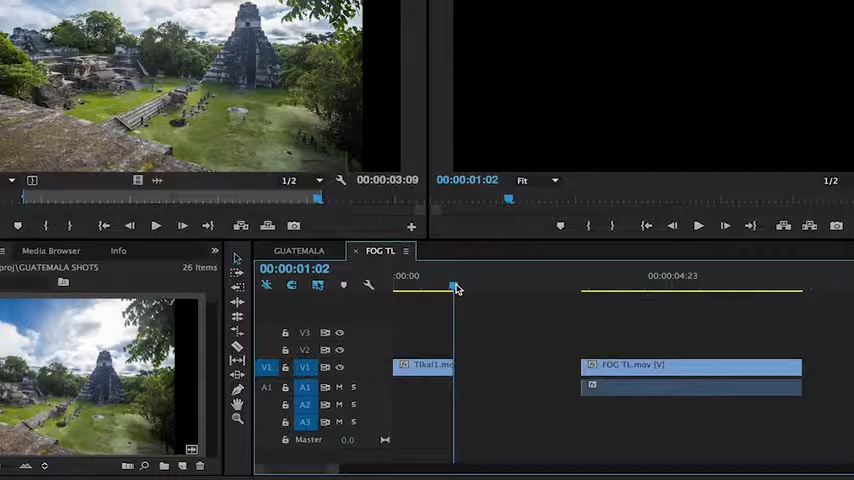 1/2
00:00:03:09
00:00:01:02
Fit
1/2
Media Browser
Info
GUATEMALA
× FOG TL
proj\GUATEMALA SHOTS
26 Items
00:00:01:02
:00:00
00:00:04:23
V3
V2
V1 V1
Tikal1.mo
FOG TL.mov [V]
A1 A1 M S
A2 M S
A3 M S
Master 0.0